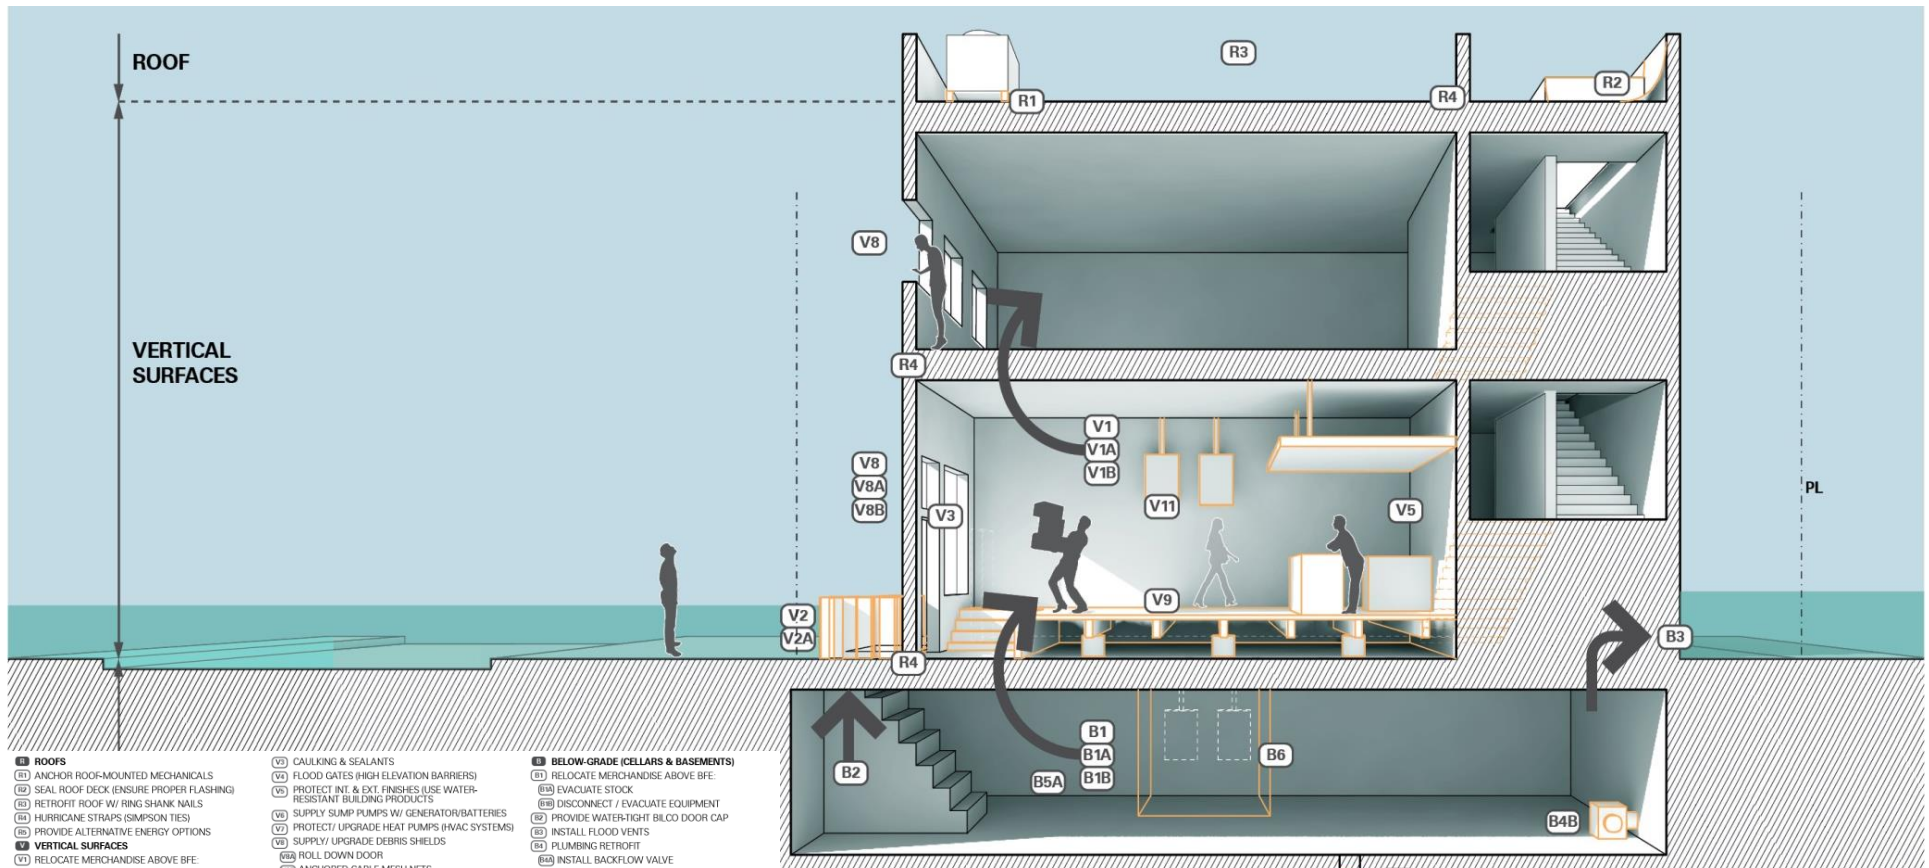 ROOF
R3
R2
R1
R4
V8
VERTICAL
SURFACES
R4
V1
V1A
V1B
V8
V8A
V8B
V3
V11
V5
PL
V9
V2
V2A
B3
R4
B1
B1A
B1B
B2
B5A
B6
B4B
R ROOFS
R1 ANCHOR ROOF-MOUNTED MECHANICALS
R2 SEAL ROOF DECK (ENSURE PROPER FLASHING)
R3 RETROFIT ROOF W/ RING SHANK NAILS
R4 HURRICANE STRAPS (SIMPSON TIES)
R5 PROVIDE ALTERNATIVE ENERGY OPTIONS
V VERTICAL SURFACES
V1 RELOCATE MERCHANDISE ABOVE BFE:
V3 CAULKING & SEALANTS
V4 FLOOD GATES (HIGH ELEVATION BARRIERS)
V5 PROTECT INT. & EXT. FINISHES (USE WATER-
RESISTANT BUILDING PRODUCTS
V6 SUPPLY SUMP PUMPS W/ GENERATOR/BATTERIES
V7 PROTECT/ UPGRADE HEAT PUMPS (HVAC SYSTEMS)
V8 SUPPLY/ UPGRADE DEBRIS SHIELDS
V8A ROLL DOWN DOOR
ANCHORED CABLE MESH NETS
B BELOW-GRADE (CELLARS & BASEMENTS)
B1 RELOCATE MERCHANDISE ABOVE BFE:
B1A EVACUATE STOCK
B1B DISCONNECT / EVACUATE EQUIPMENT
B2 PROVIDE WATER-TIGHT BILCO DOOR CAP
B3 INSTALL FLOOD VENTS
B4 PLUMBING RETROFIT
B4A INSTALL BACKFLOW VALVE